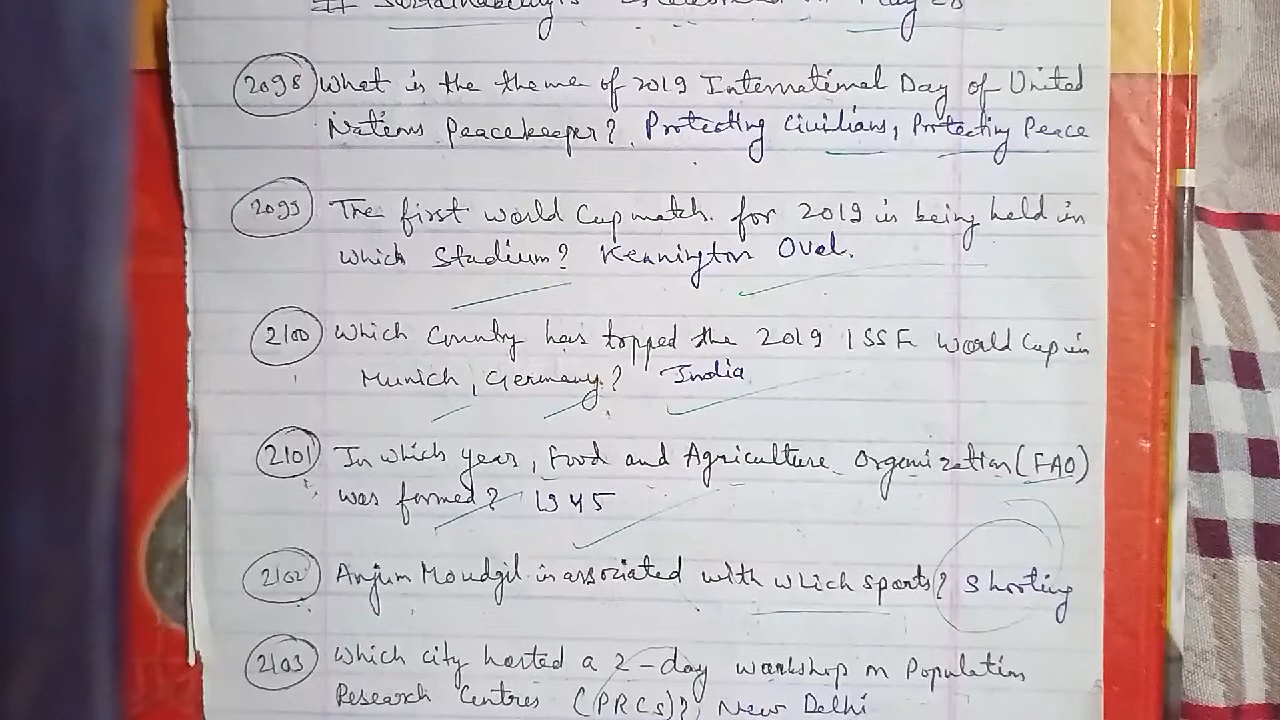 2098 What is the theme of 2019 International Day of United
Nations Peacekeeper? Protecting Civilians, Protecting Peace
2099 The first world Cup match for 2019 is being held in
which Stadium? Kennington Oval.
2100 Which Country has topped the 2019 ISSF World Cup in
Munich, Germany? India
2101 In which year, Food and Agriculture Organization (FAO)
was formed? 1945
2102 Anjum Moudgil is associated with which sports? Shooting
2103 Which city hosted a 2-day workshop on Population
Research Centres (PRCs)? New Delhi